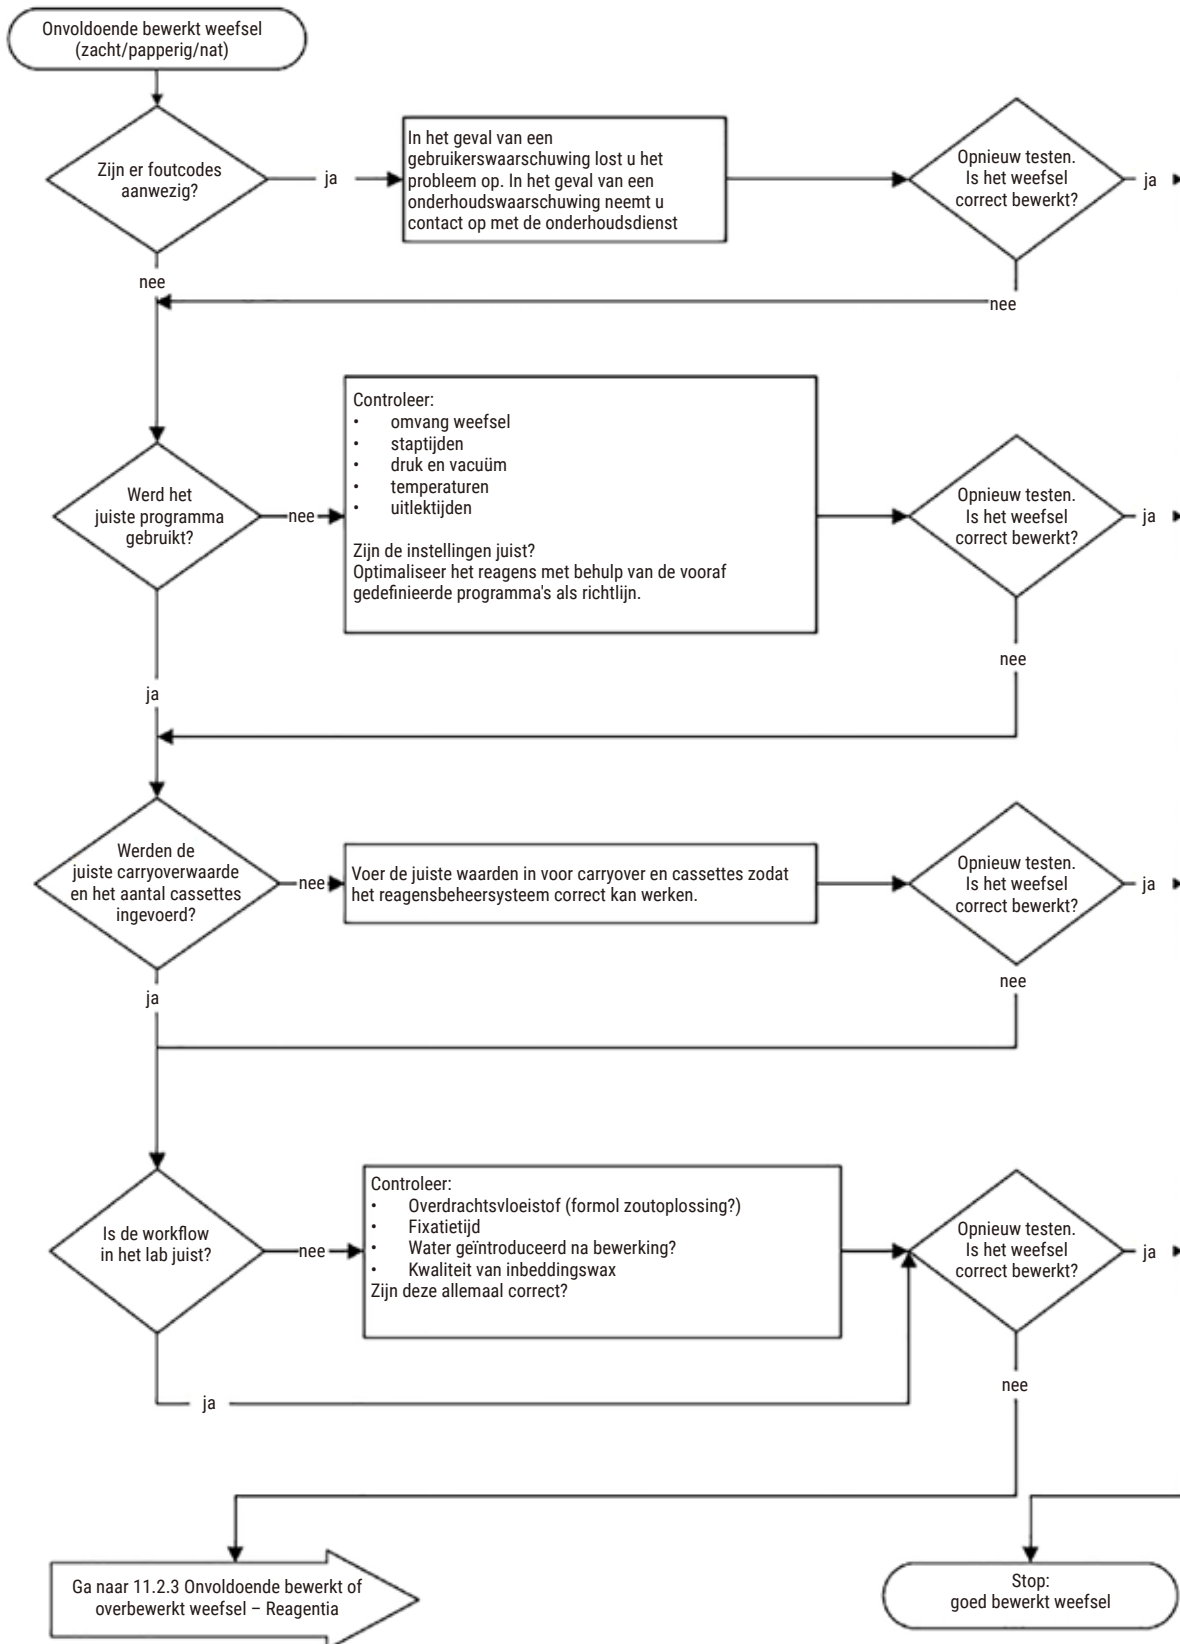 Onvoldoende bewerkt weefsel
(zacht/papperig/nat)
Zijn er foutcodes
aanwezig?
ja
In het geval van een
gebruikerswaarschuwing lost u het
probleem op. In het geval van een
onderhoudswaarschuwing neemt u
contact op met de onderhoudsdienst
Opnieuw testen.
Is het weefsel
correct bewerkt?
ja
nee
nee
Werd het
juiste programma
gebruikt?
nee
Controleer:
• omvang weefsel
• staptijden
• druk en vacuüm
• temperaturen
• uitlektijden
Zijn de instellingen juist?
Optimaliseer het reagens met behulp van de vooraf
gedefinieerde programma's als richtlijn.
Opnieuw testen.
Is het weefsel
correct bewerkt?
ja
nee
ja
Werden de
juiste carryoverwaarde
en het aantal cassettes
ingevoerd?
nee
Voer de juiste waarden in voor carryover en cassettes zodat
het reagensbeheersysteem correct kan werken.
Opnieuw testen.
Is het weefsel
correct bewerkt?
ja
nee
ja
Is de workflow
in het lab juist?
nee
Controleer:
• Overdrachtsvloeistof (formol zoutoplossing?)
• Fixatietijd
• Water geïntroduceerd na bewerking?
• Kwaliteit van inbeddingswax
Zijn deze allemaal correct?
Opnieuw testen.
Is het weefsel
correct bewerkt?
ja
nee
ja
Ga naar 11.2.3 Onvoldoende bewerkt of
overbewerkt weefsel – Reagentia
Stop:
goed bewerkt weefsel